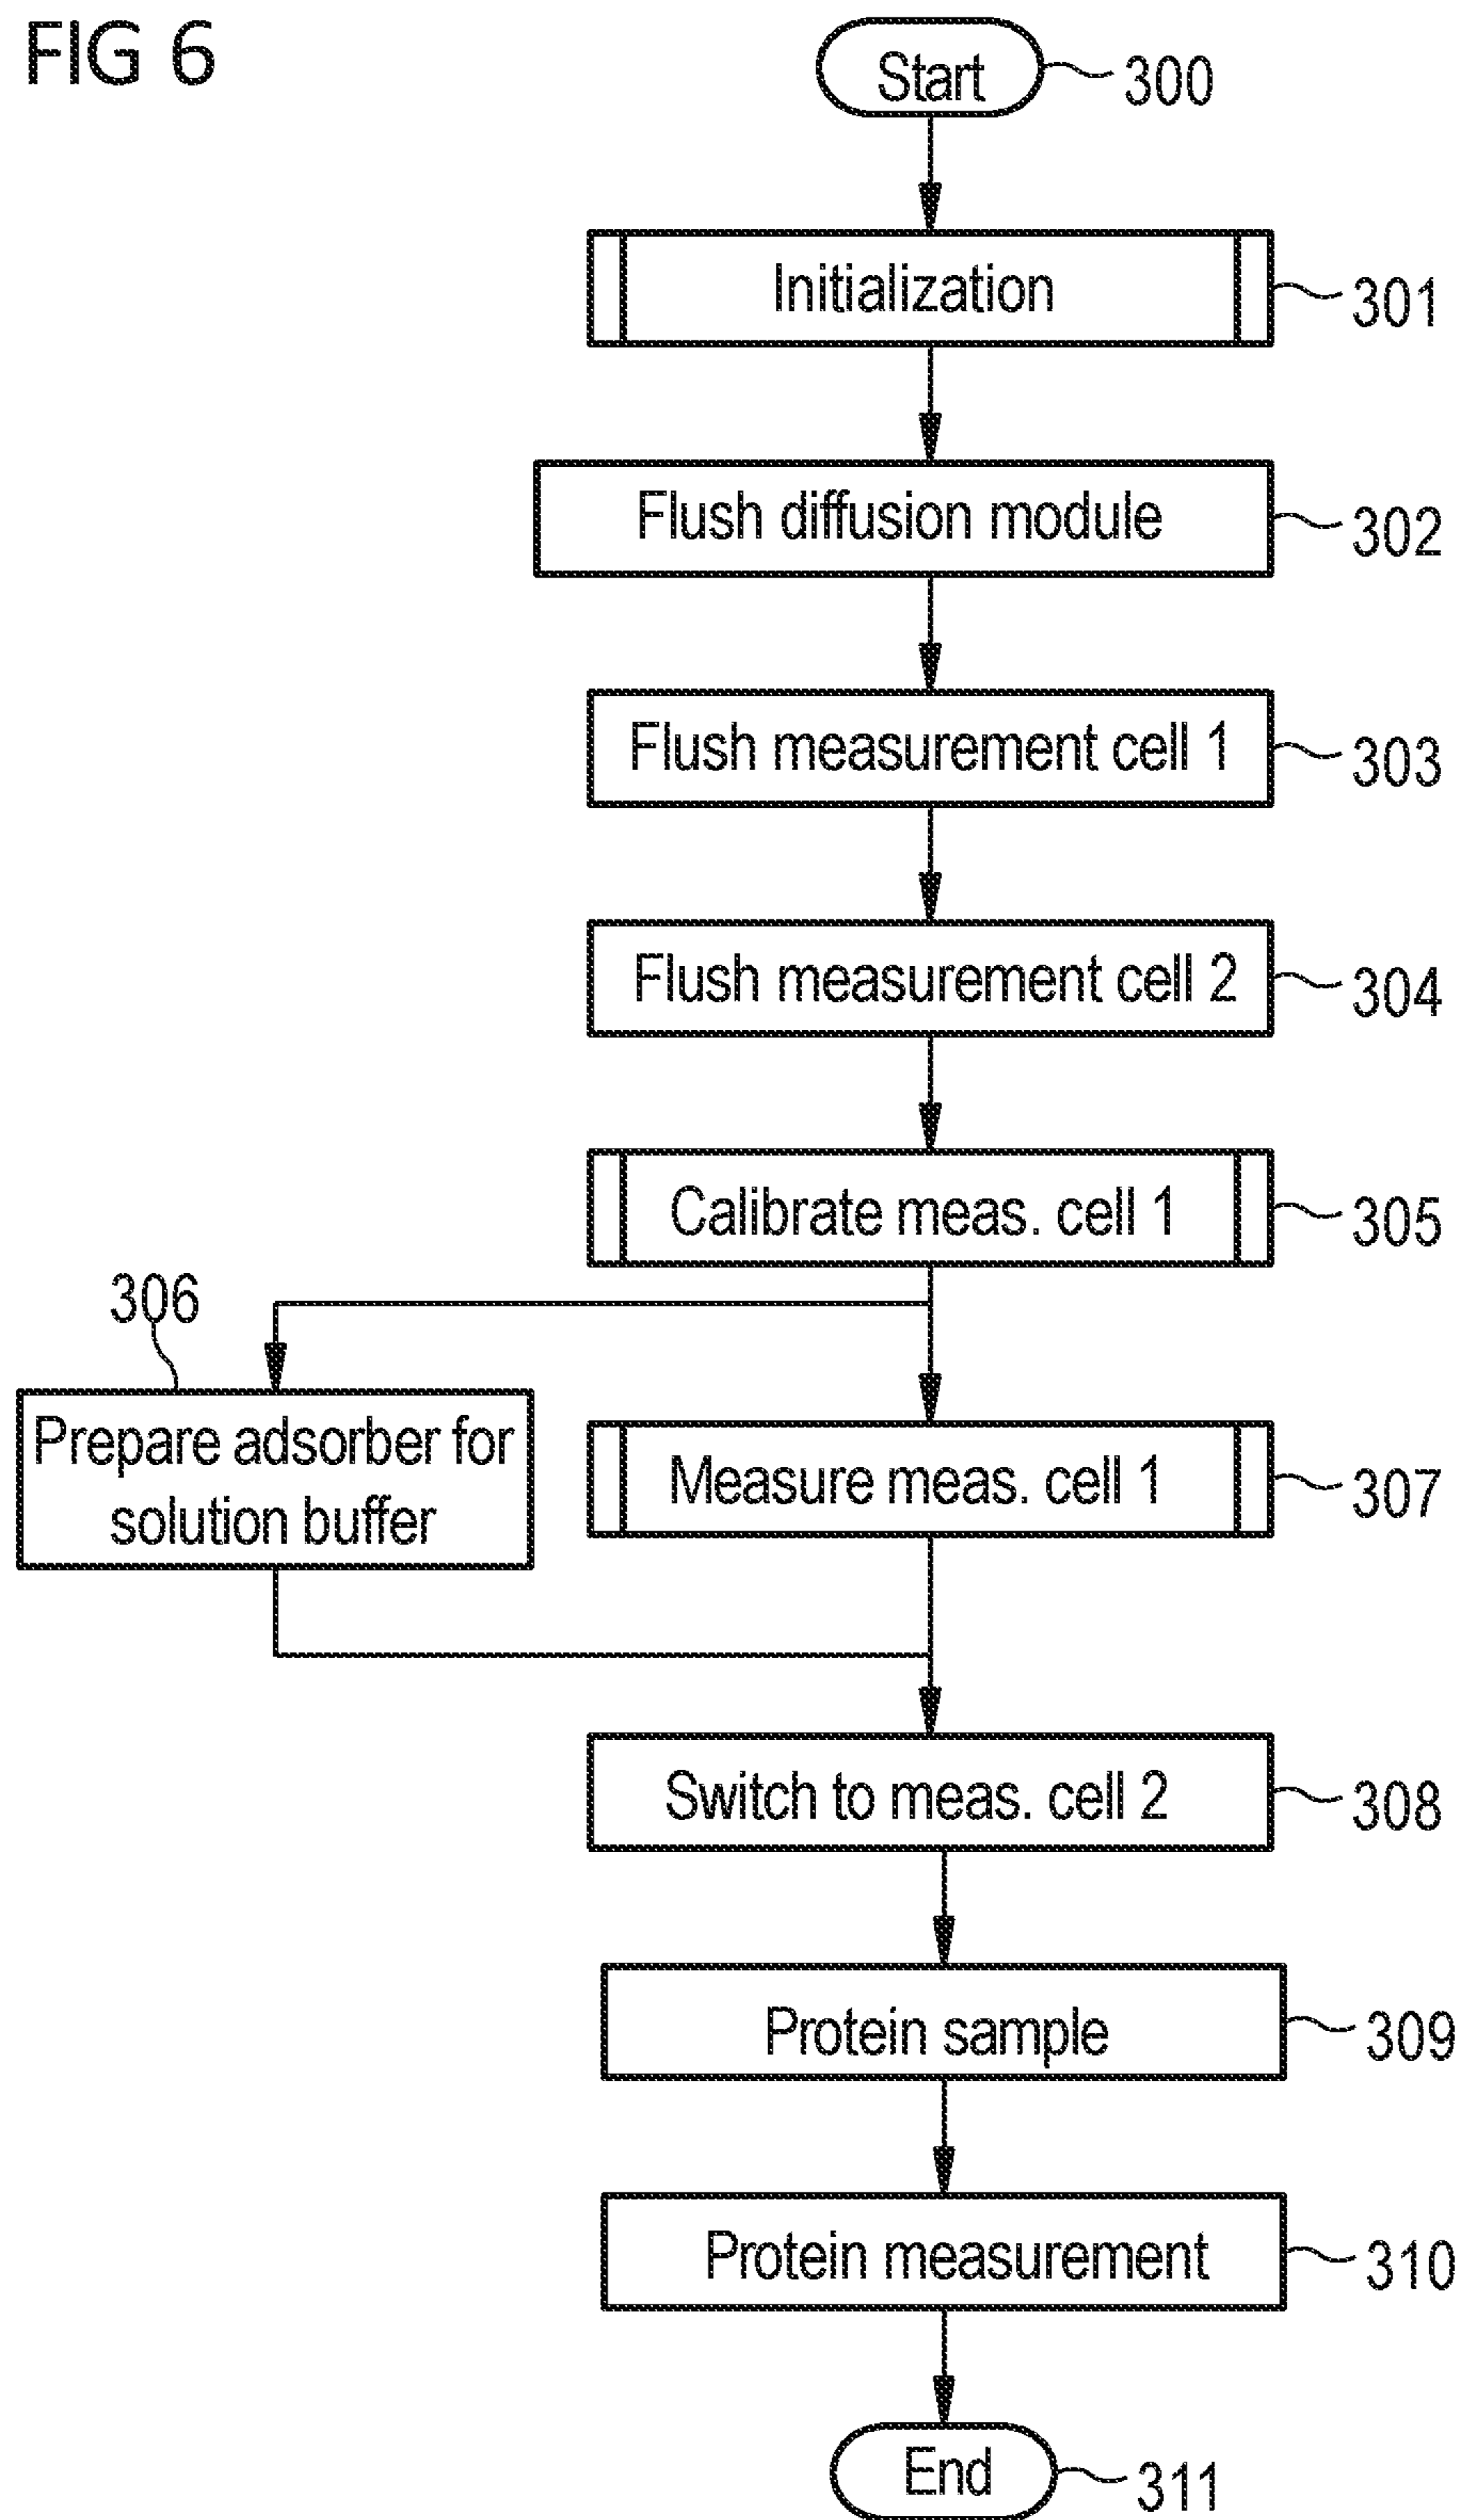 FIG 6
Start
300
Initialization
301
Flush diffusion module
302
Flush measurement cell 1
303
Flush measurement cell 2
304
Calibrate meas. cell 1
305
306
Prepare adsorber for
solution buffer
Measure meas. cell 1
307
Switch to meas. cell 2
308
Protein sample
309
Protein measurement
310
End
311